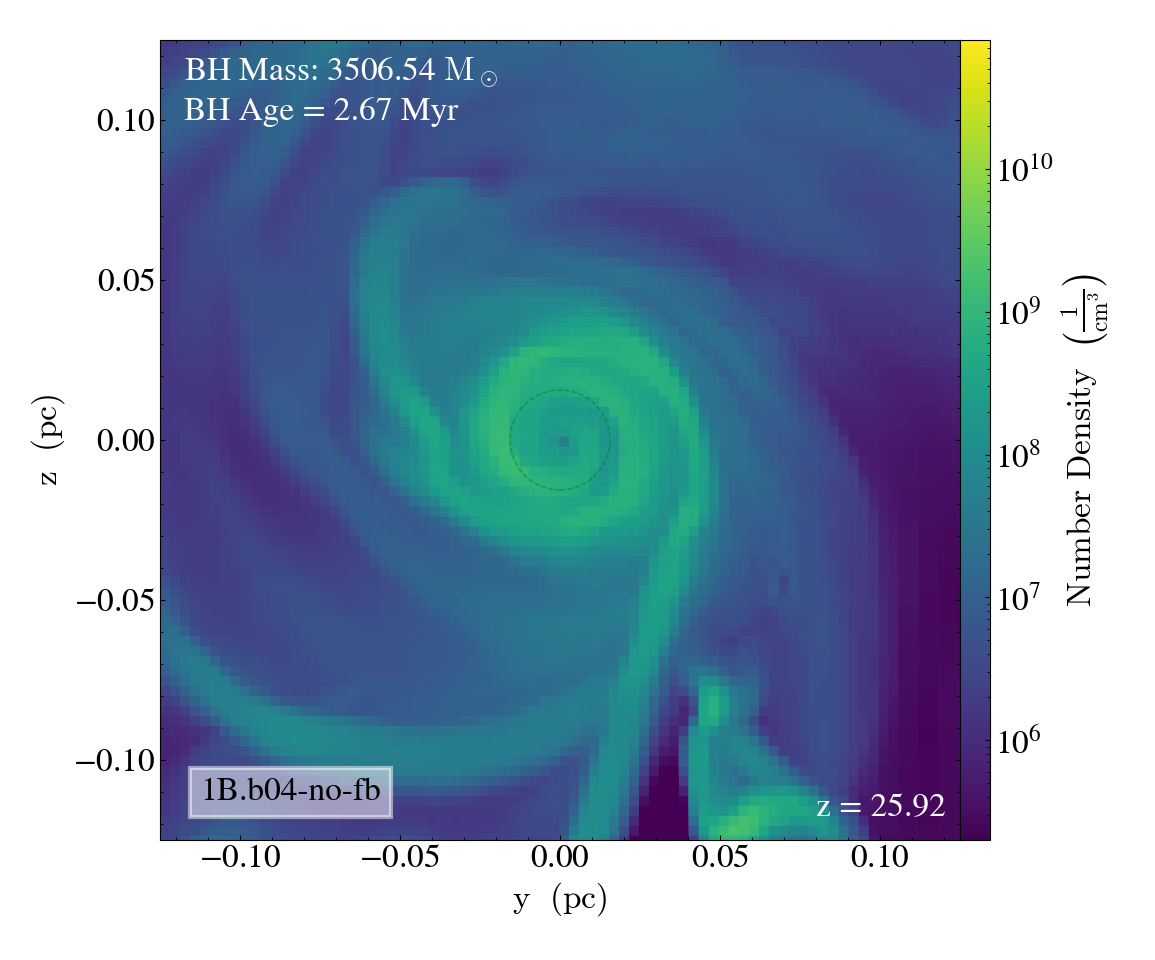 BH Mass: 3506.54 M⊙
BH Age = 2.67 Myr
0.10
0.05
0.00
−0.05
−0.10
z (pc)
1B.b04-no-fb
z = 25.92
−0.10 −0.05 0.00 0.05 0.10
y (pc)
10¹⁰
10⁹
10⁸
10⁷
10⁶
Number Density (1/cm³)